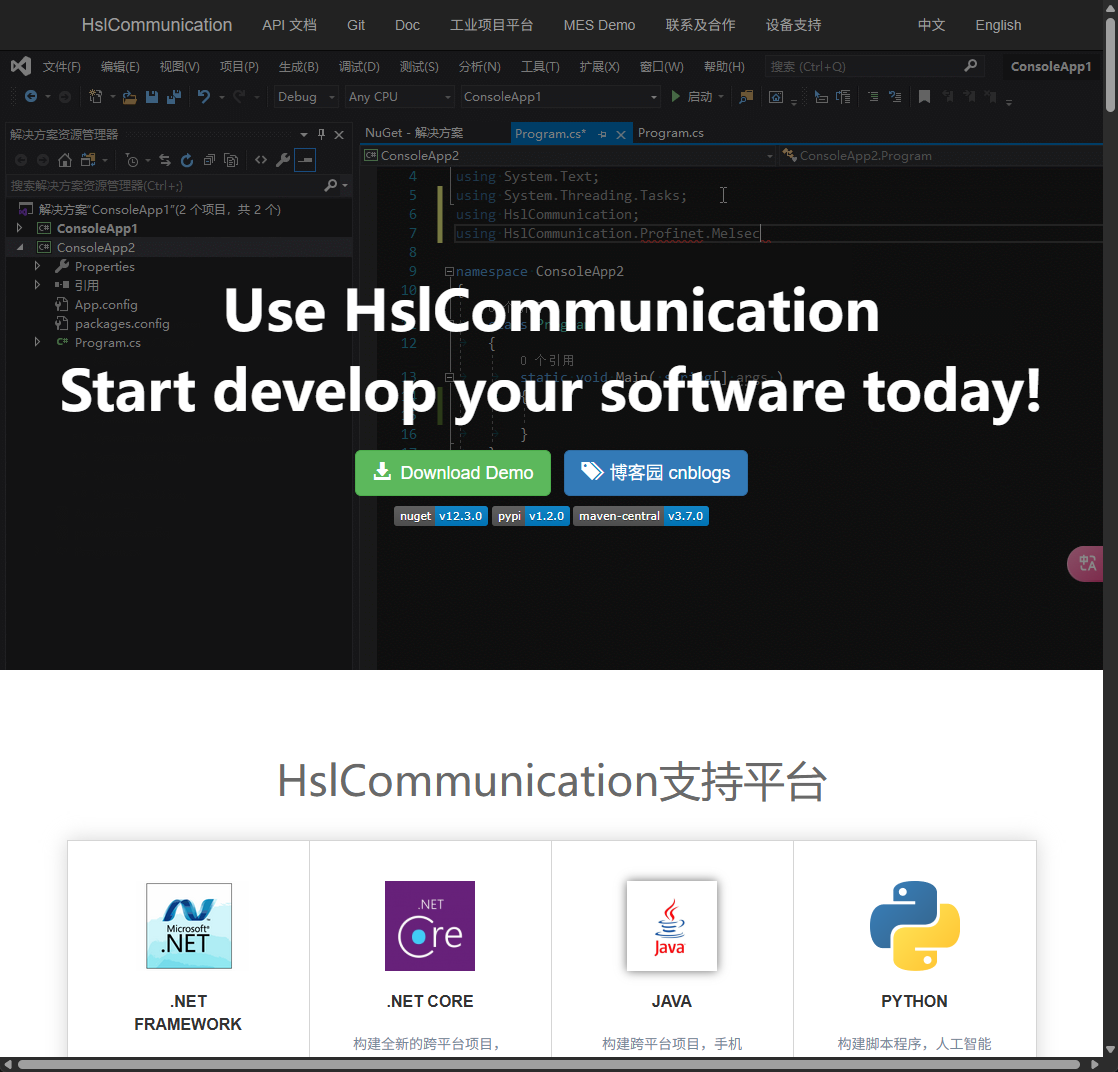 HslCommunication API 文档 Git Doc 工业项目平台 MES Demo 联系及合作 设备支持 中文 English
文件(F) 编辑(E) 视图(V) 项目(P) 生成(B) 调试(D) 测试(S) 分析(N) 工具(T) 扩展(X) 窗口(W) 帮助(H) 搜索 (Ctrl+Q) ConsoleApp1
Debug Any CPU ConsoleApp1 启动
解决方案资源管理器
搜索解决方案资源管理器(Ctrl+;)
解决方案"ConsoleApp1"(2 个项目，共 2 个)
C# ConsoleApp1
C# ConsoleApp2
Properties
引用
App.config
packages.config
C# Program.cs
NuGet - 解决方案 Program.cs* Program.cs
C# ConsoleApp2 ConsoleApp2.Program
4 using System.Text;
5 using System.Threading.Tasks;
6 using HslCommunication;
7 using HslCommunication.Profinet.Melsec
8
9 namespace ConsoleApp2
10 {
12 {
0 个引用
13 static void Main( string[] args )
16 }
Use HslCommunication
Start develop your software today!
Download Demo 博客园 cnblogs
nuget v12.3.0 pypi v1.2.0 maven-central v3.7.0
中 A
HslCommunication支持平台
Microsoft® .NET
.NET Core
Java
.NET FRAMEWORK
.NET CORE
JAVA
PYTHON
构建全新的跨平台项目，
构建跨平台项目，手机
构建脚本程序，人工智能